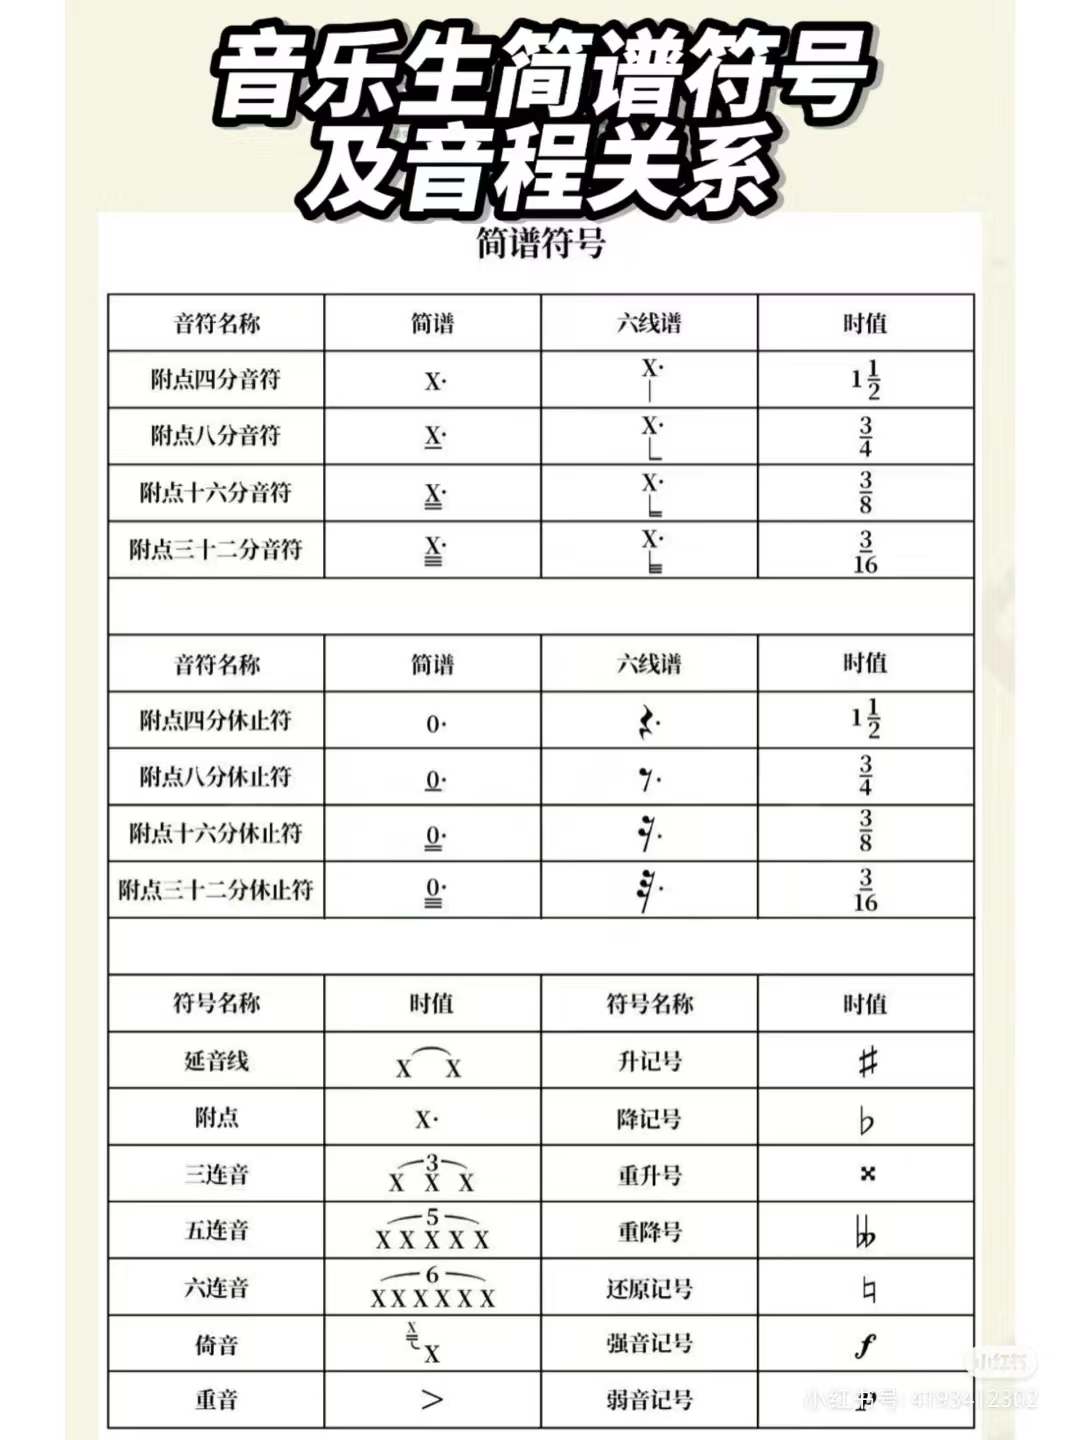 音乐生简谱符号
及音程关系
简谱符号
音符名称 简谱 六线谱 时值
附点四分音符 X· X· 1 1/2
附点八分音符 X· X· 3/4
附点十六分音符 X· X· 3/8
附点三十二分音符 X· X· 3/16
音符名称 简谱 六线谱 时值
附点四分休止符 0· 𝄽· 1 1/2
附点八分休止符 0· 𝄾· 3/4
附点十六分休止符 0· 𝄿· 3/8
附点三十二分休止符 0· 𝅀· 3/16
符号名称 时值 符号名称 时值
延音线 X X 升记号 ♯
附点 X· 降记号 ♭
三连音 3 X X X 重升号 𝄪
五连音 5 X X X X X 重降号 𝄫
六连音 6 X X X X X X 还原记号 ♮
倚音 X X 强音记号 f
重音 > 弱音记号 p
小红书
小红书号: 4193412302